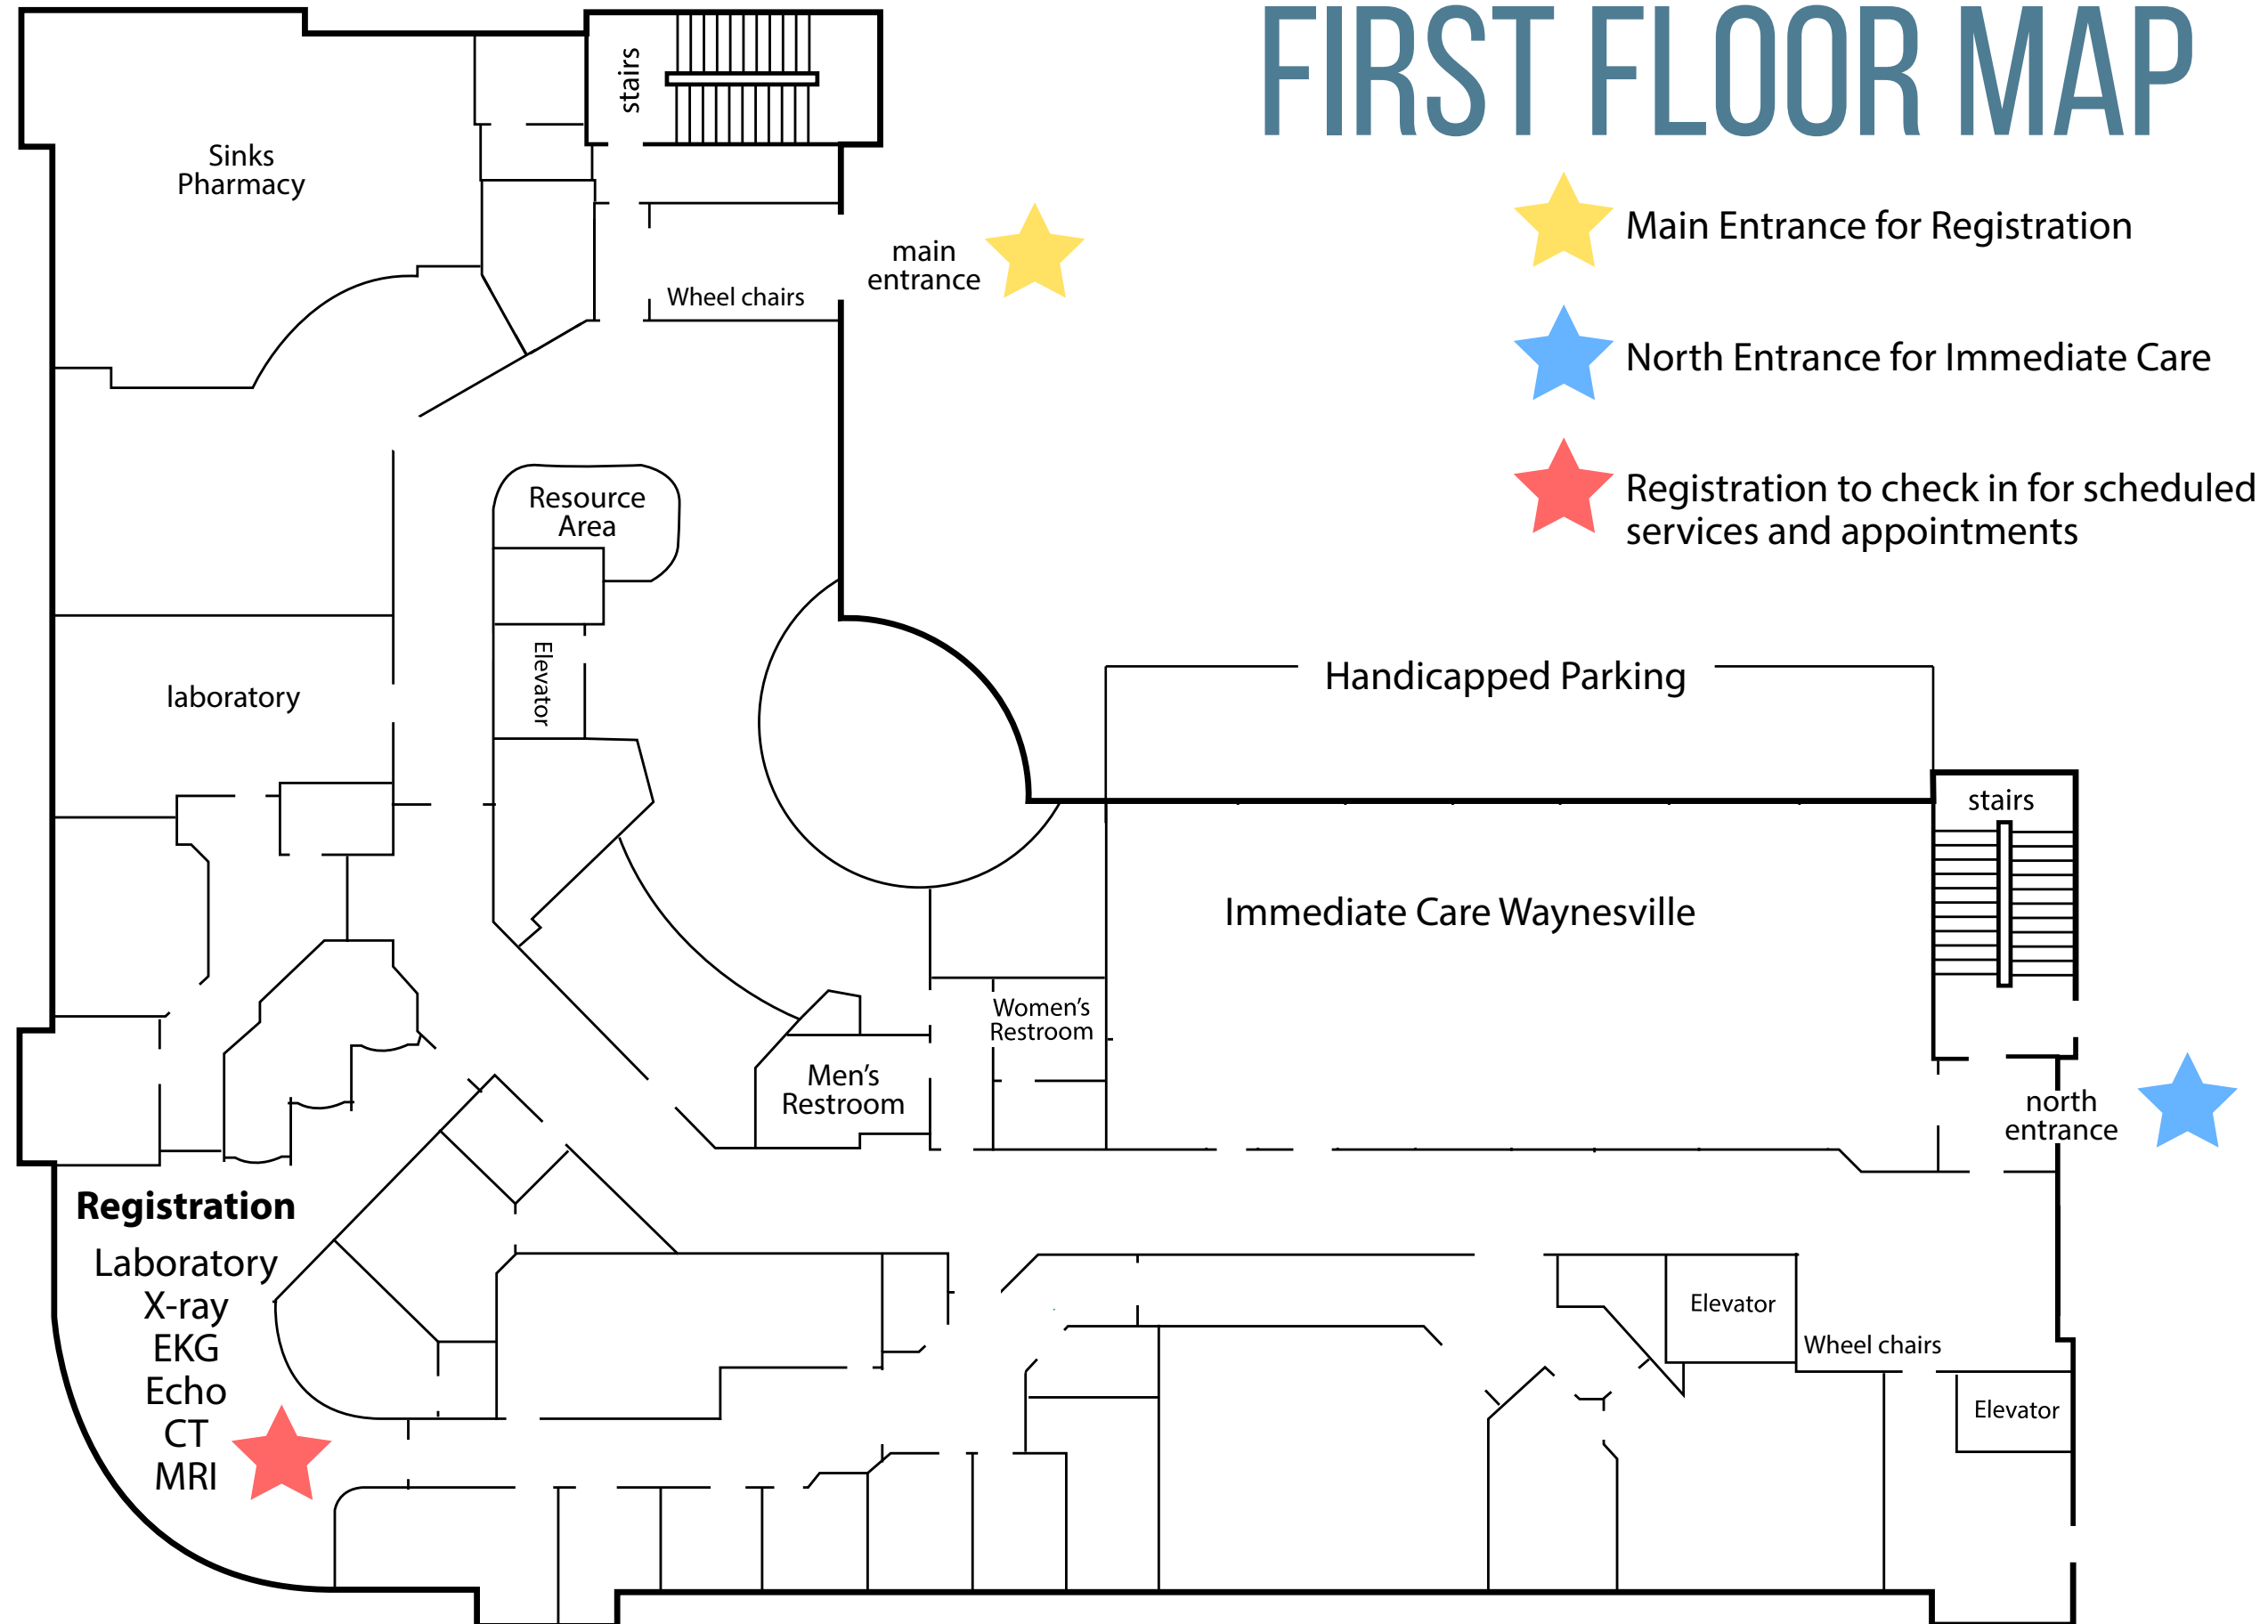 FIRST FLOOR MAP
Main Entrance for Registration
North Entrance for Immediate Care
Registration to check in for scheduled
services and appointments
stairs
Sinks
Pharmacy
main
entrance
Wheel chairs
Resource
Area
Elevator
laboratory
Handicapped Parking
stairs
Immediate Care Waynesville
Women's
Restroom
Men's
Restroom
north
entrance
Registration
Laboratory
X-ray
EKG
Echo
CT
MRI
Elevator
Wheel chairs
Elevator